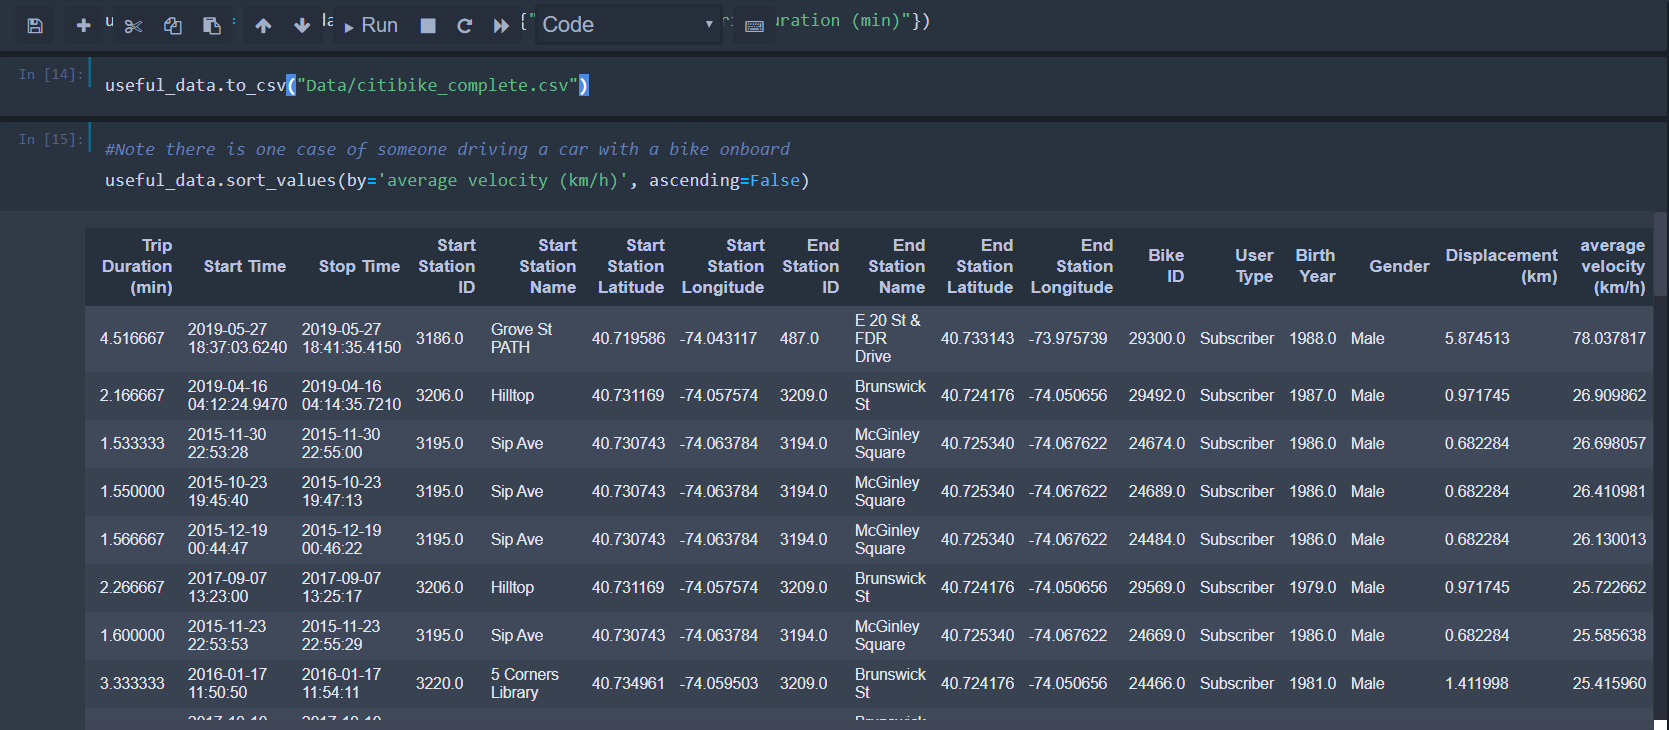 Run
Code
uration (min)"})
In [14]:
useful_data.to_csv("Data/citibike_complete.csv")
In [15]:
#Note there is one case of someone driving a car with a bike onboard
useful_data.sort_values(by='average velocity (km/h)', ascending=False)
Trip Duration (min) Start Time Stop Time Start Station ID Start Station Name Start Station Latitude Start Station Longitude End Station ID End Station Name End Station Latitude End Station Longitude Bike ID User Type Birth Year Gender Displacement (km) average velocity (km/h)
4.516667 2019-05-27 18:37:03.6240 2019-05-27 18:41:35.4150 3186.0 Grove St PATH 40.719586 -74.043117 487.0 E 20 St & FDR Drive 40.733143 -73.975739 29300.0 Subscriber 1988.0 Male 5.874513 78.037817
2.166667 2019-04-16 04:12:24.9470 2019-04-16 04:14:35.7210 3206.0 Hilltop 40.731169 -74.057574 3209.0 Brunswick St 40.724176 -74.050656 29492.0 Subscriber 1987.0 Male 0.971745 26.909862
1.533333 2015-11-30 22:53:28 2015-11-30 22:55:00 3195.0 Sip Ave 40.730743 -74.063784 3194.0 McGinley Square 40.725340 -74.067622 24674.0 Subscriber 1986.0 Male 0.682284 26.698057
1.550000 2015-10-23 19:45:40 2015-10-23 19:47:13 3195.0 Sip Ave 40.730743 -74.063784 3194.0 McGinley Square 40.725340 -74.067622 24689.0 Subscriber 1986.0 Male 0.682284 26.410981
1.566667 2015-12-19 00:44:47 2015-12-19 00:46:22 3195.0 Sip Ave 40.730743 -74.063784 3194.0 McGinley Square 40.725340 -74.067622 24484.0 Subscriber 1986.0 Male 0.682284 26.130013
2.266667 2017-09-07 13:23:00 2017-09-07 13:25:17 3206.0 Hilltop 40.731169 -74.057574 3209.0 Brunswick St 40.724176 -74.050656 29569.0 Subscriber 1979.0 Male 0.971745 25.722662
1.600000 2015-11-23 22:53:53 2015-11-23 22:55:29 3195.0 Sip Ave 40.730743 -74.063784 3194.0 McGinley Square 40.725340 -74.067622 24669.0 Subscriber 1986.0 Male 0.682284 25.585638
3.333333 2016-01-17 11:50:50 2016-01-17 11:54:11 3220.0 5 Corners Library 40.734961 -74.059503 3209.0 Brunswick St 40.724176 -74.050656 24466.0 Subscriber 1981.0 Male 1.411998 25.415960